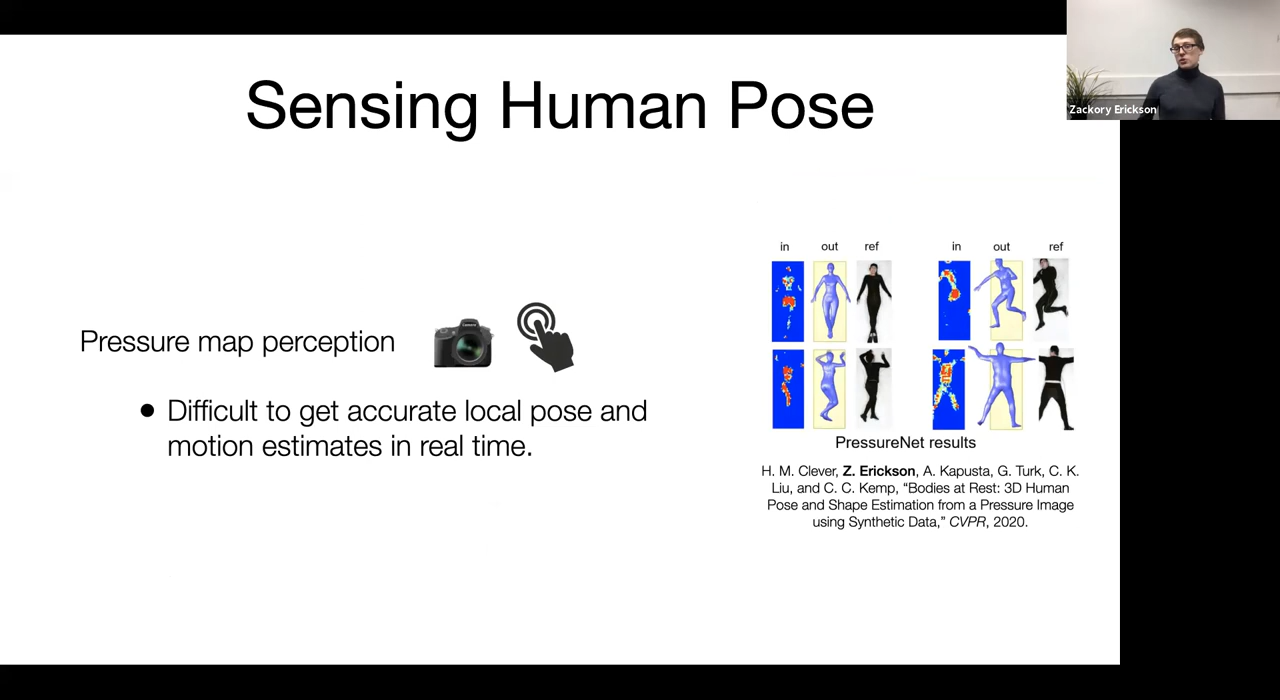 Sensing Human Pose
Zackory Erickson
Pressure map perception
• Difficult to get accurate local pose and
motion estimates in real time.
in out ref in out ref
PressureNet results
H. M. Clever, Z. Erickson, A. Kapusta, G. Turk, C. K.
Liu, and C. C. Kemp, “Bodies at Rest: 3D Human
Pose and Shape Estimation from a Pressure Image
using Synthetic Data,” CVPR, 2020.